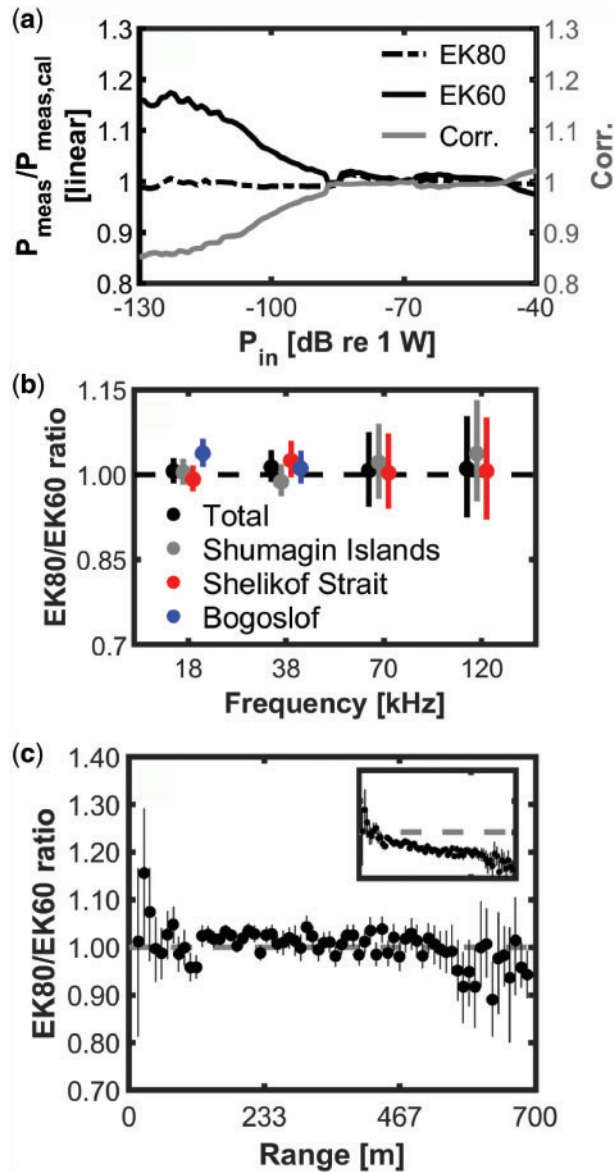 (a)
1.3
1.2
1.1
1
0.9
0.8
P_meas/P_meas,cal
[linear]
EK80
EK60
Corr.
1.3
1.2
1.1
1
0.9
0.8
Corr.
-130
-100
-70
-40
P_in [dB re 1 W]
(b)
1.15
1.00
0.85
0.7
EK80/EK60 ratio
Total
Shumagin Islands
Shelikof Strait
Bogoslof
18
38
70
120
Frequency [kHz]
(c)
1.40
1.30
1.20
1.10
1.00
0.90
0.80
0.70
EK80/EK60 ratio
0
233
467
700
Range [m]